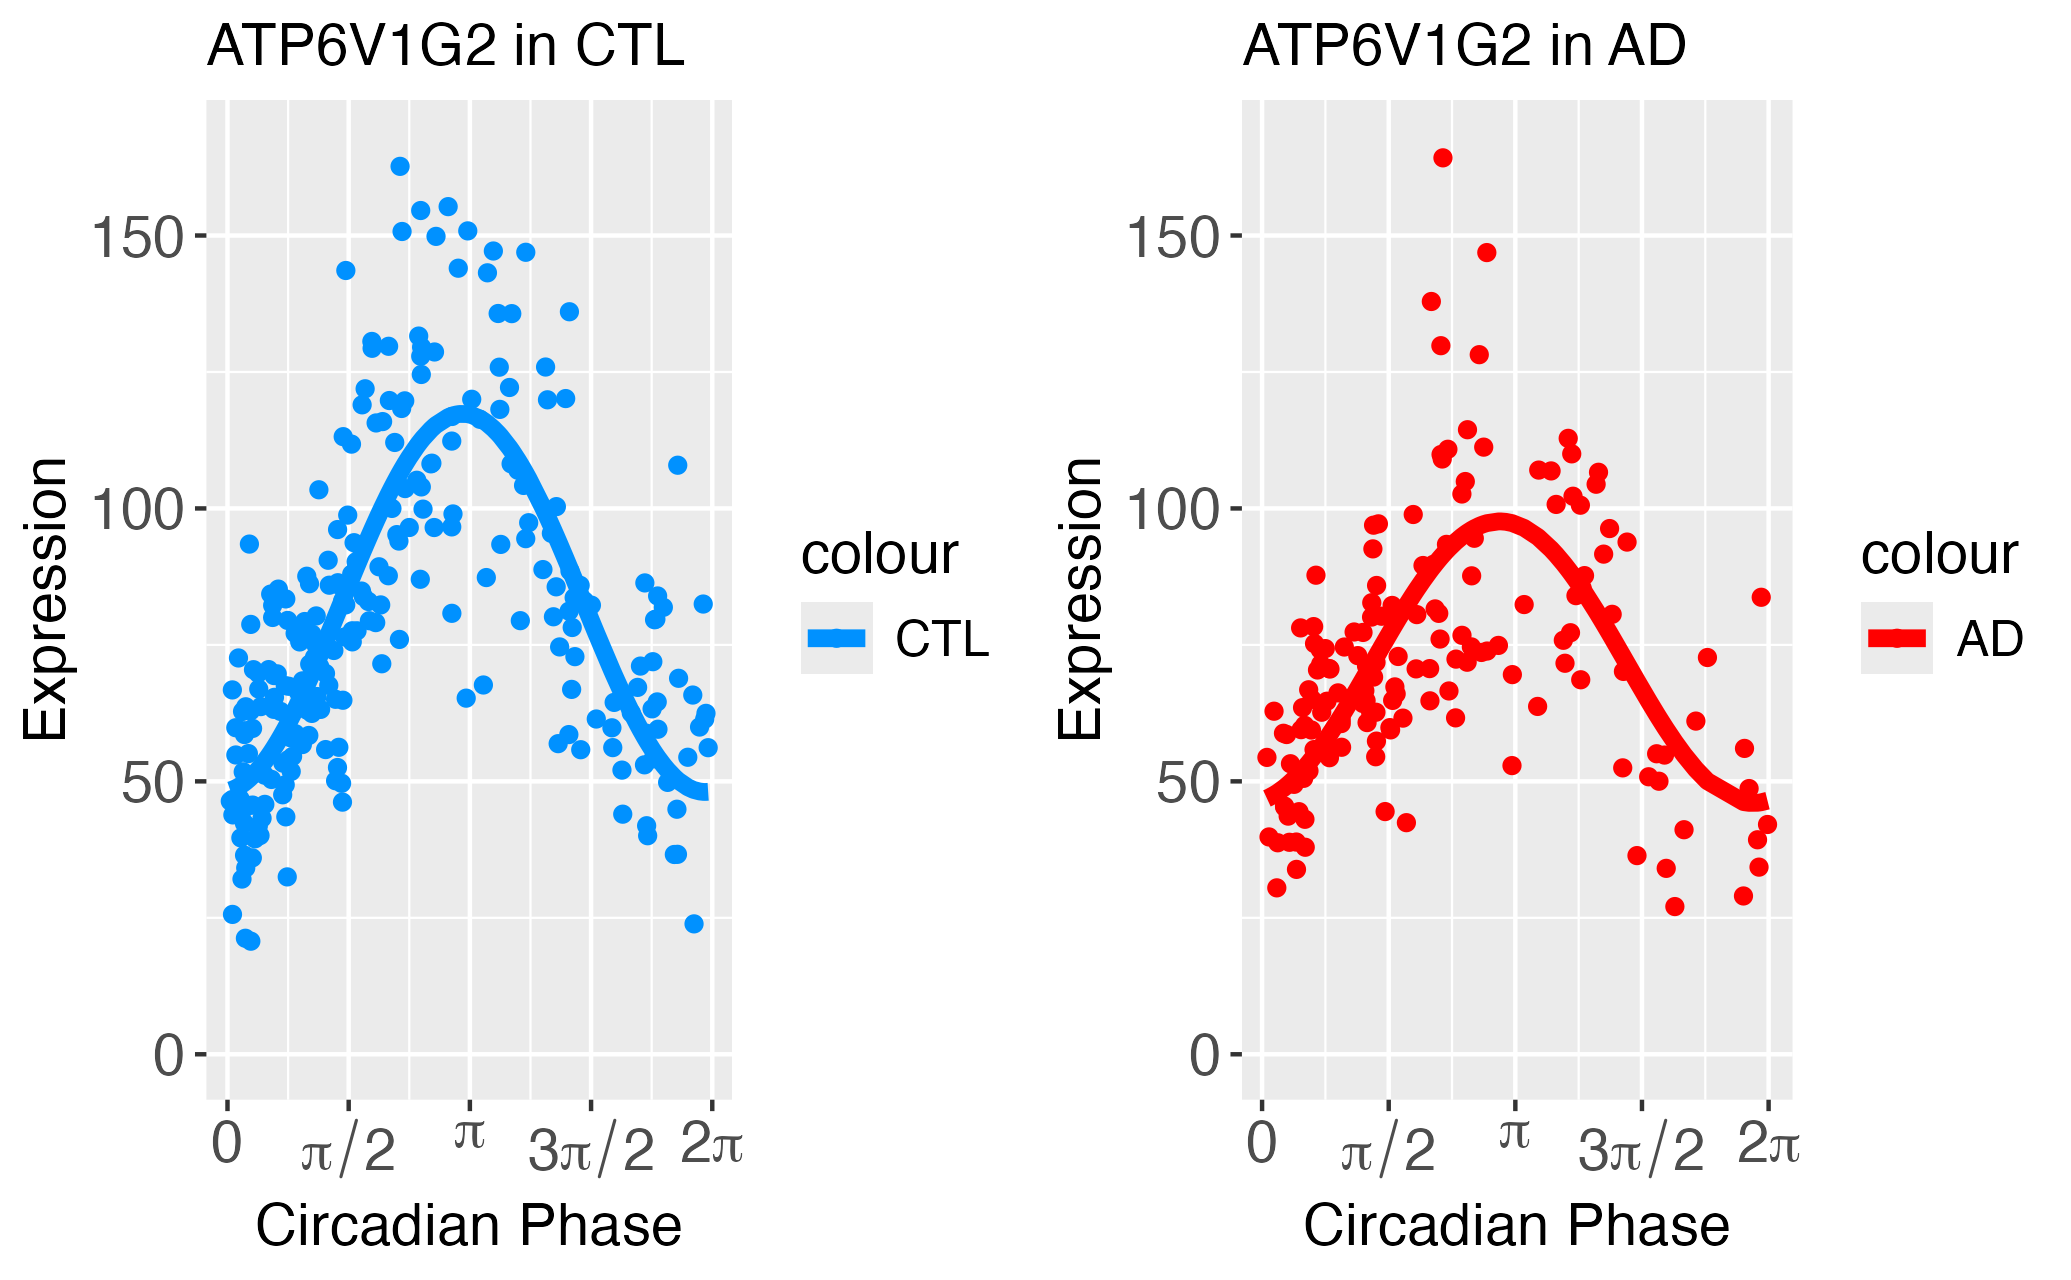 ATP6V1G2 in CTL
Expression
150
100
50
0
0 π/2 π 3π/2 2π
Circadian Phase
colour
CTL
ATP6V1G2 in AD
Expression
150
100
50
0
0 π/2 π 3π/2 2π
Circadian Phase
colour
AD